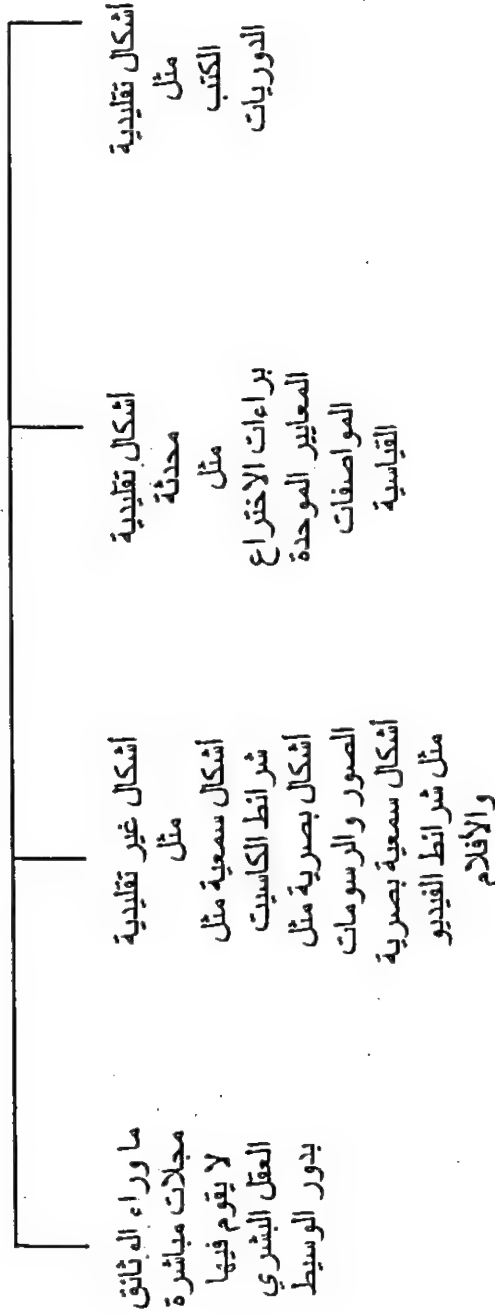 أشكال تقليدية
مثل
الكتب
الدوريات
أشكال تقليدية
محدثة
مثل
براءات الاختراع
المعايير الموحدة
المواصفات
القياسية
أشكال غير تقليدية
مثل
أشكال سمعية مثل
شرائط الكاسيت
أشكال بصرية مثل
الصور والرسومات
أشكال سمعية بصرية
مثل شرائط الفيديو
والأفلام
ما وراء الوثائق
مجلات مباشرة
لا يقوم فيها
العقل البشري
بدور الوسيط